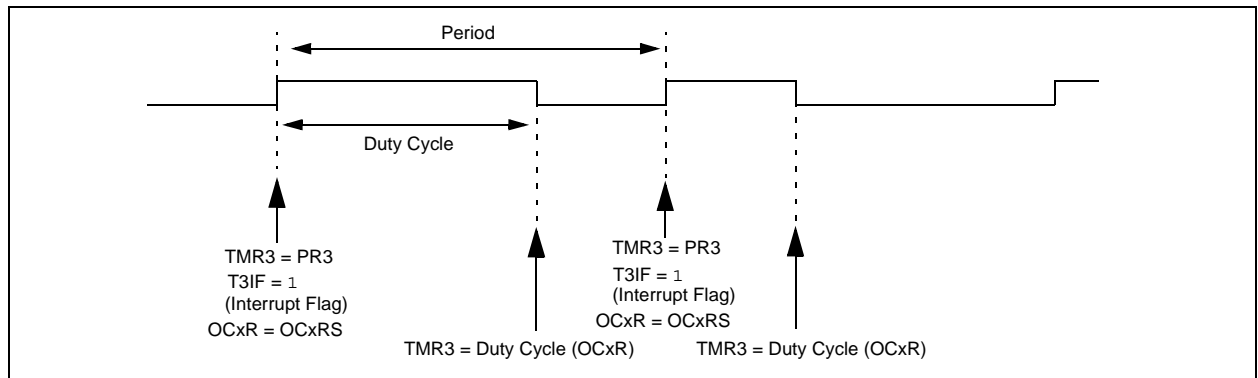 Period
Duty Cycle
TMR3 = PR3
T3IF = 1
(Interrupt Flag)
OCxR = OCxRS
TMR3 = Duty Cycle (OCxR)
TMR3 = PR3
T3IF = 1
(Interrupt Flag)
OCxR = OCxRS
TMR3 = Duty Cycle (OCxR)